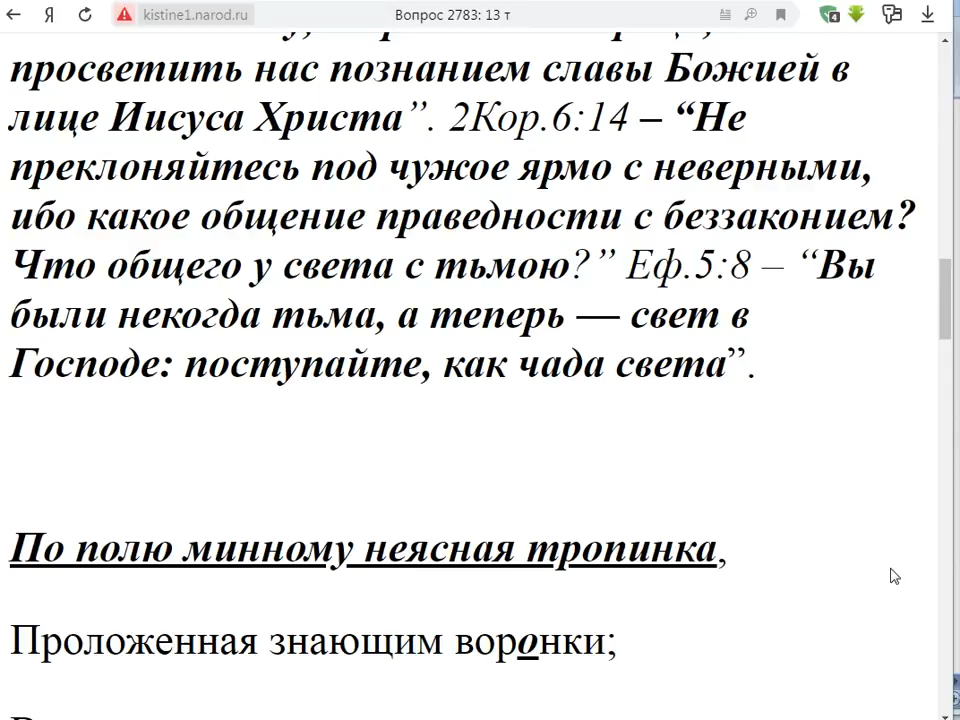 kistine1.narod.ru
Вопрос 2783: 13 т
4
просветить нас познанием славы Божией в
лице Иисуса Христа”. 2Кор.6:14 – “Не
преклоняйтесь под чужое ярмо с неверными,
ибо какое общение праведности с беззаконием?
Что общего у света с тьмою?” Еф.5:8 – “Вы
были некогда тьма, а теперь — свет в
Господе: поступайте, как чада света”.
По полю минному неясная тропинка,
Проложенная знающим воронки;